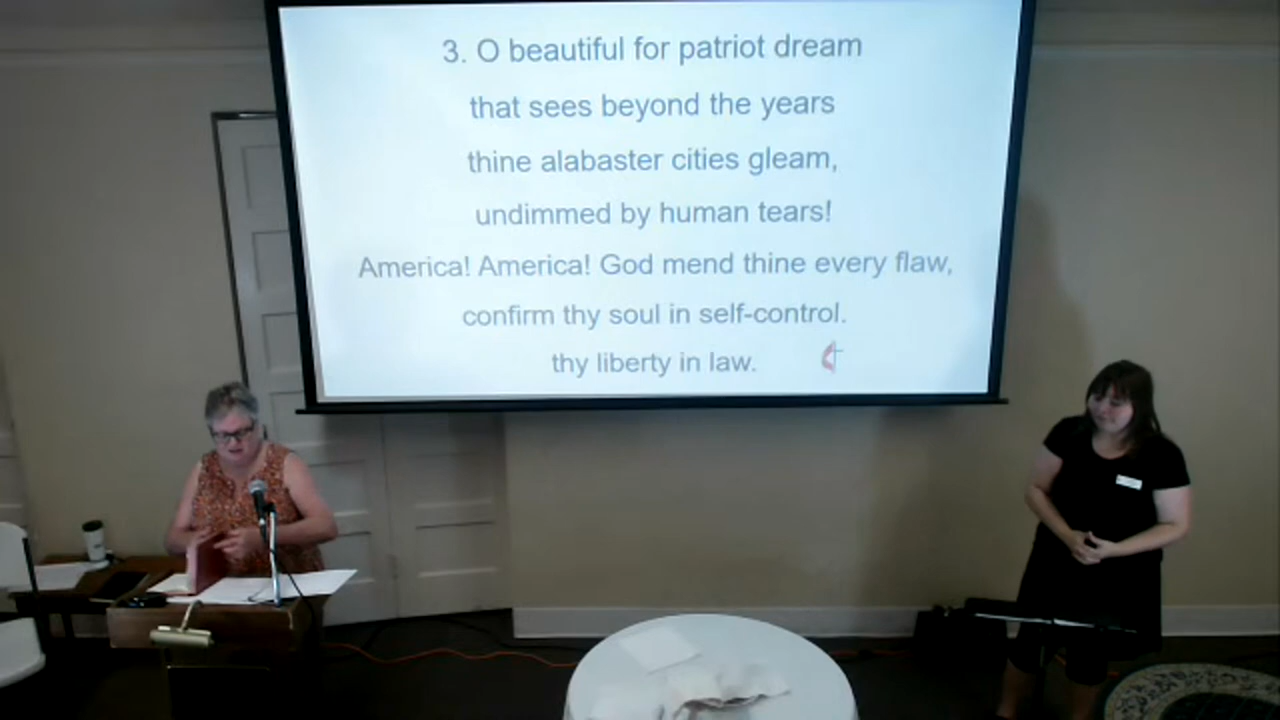 3. O beautiful for patriot dream
that sees beyond the years
thine alabaster cities gleam,
undimmed by human tears!
America! America! God mend thine every flaw,
confirm thy soul in self-control.
thy liberty in law.